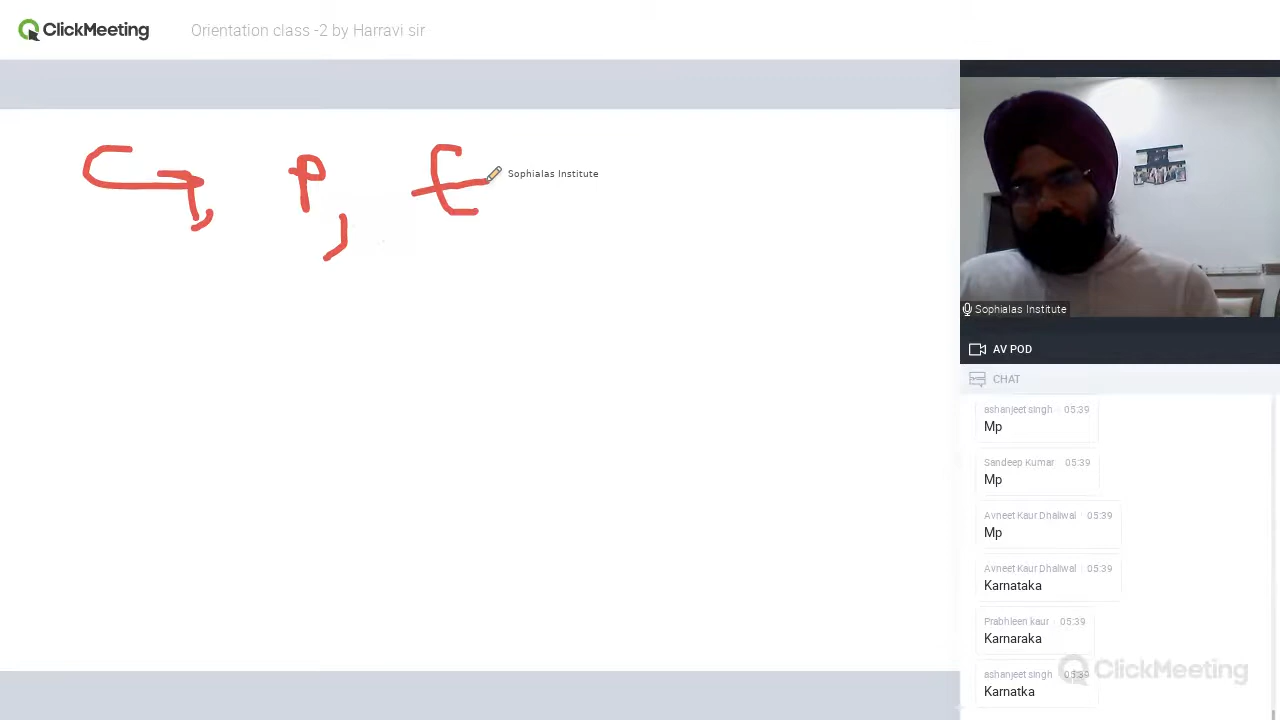 ClickMeeting Orientation class -2 by Harravi sir
G, P, E
Sophialas Institute
Sophialas Institute
AV POD
CHAT
ashanjeet singh 05:39
Mp
Sandeep Kumar 05:39
Mp
Avneet Kaur Dhaliwal 05:39
Mp
Avneet Kaur Dhaliwal 05:39
Karnataka
Prabhleen kaur 05:39
Karnaraka
ClickMeeting
ashanjeet singh 05:39
Karnatka